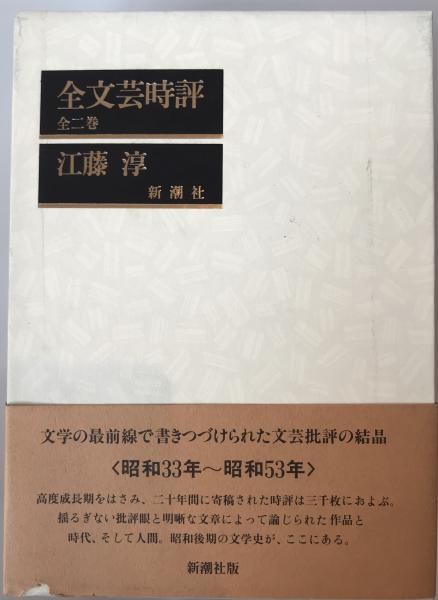 全文芸時評
全二巻
江藤 淳
新潮社
文学の最前線で書きつづけられた文芸批評の結晶
〈昭和33年～昭和53年〉
高度成長期をはさみ、二十年間に寄稿された時評は三千枚におよぶ。
揺るぎない批評眼と明晰な文章によって論じられた作品と
時代、そして人間。昭和後期の文学史が、ここにある。
新潮社版